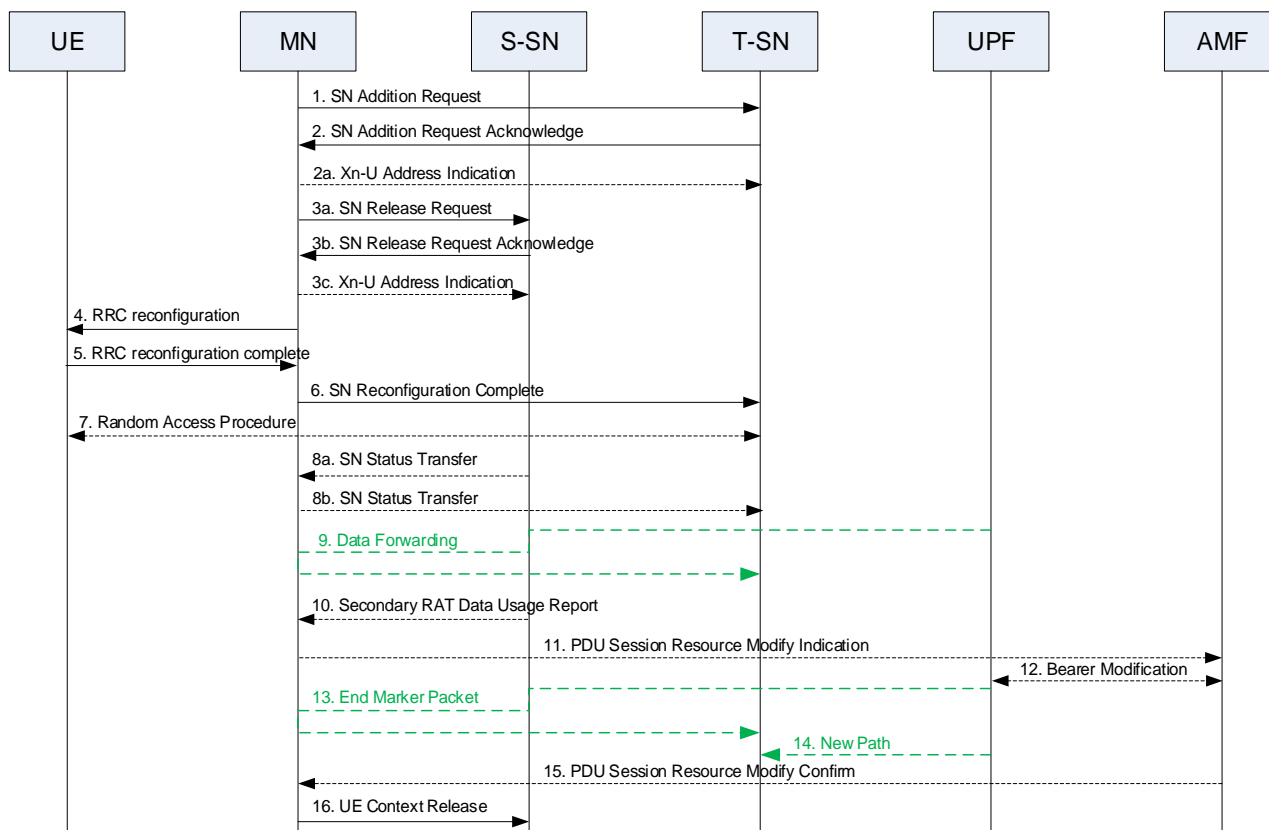 UE
MN
S-SN
T-SN
UPF
AMF
1. SN Addition Request
2. SN Addition Request Acknowledge
2a. Xn-U Address Indication
3a. SN Release Request
3b. SN Release Request Acknowledge
3c. Xn-U Address Indication
4. RRC reconfiguration
5. RRC reconfiguration complete
6. SN Reconfiguration Complete
7. Random Access Procedure
8a. SN Status Transfer
8b. SN Status Transfer
9. Data Forwarding
10. Secondary RAT Data Usage Report
11. PDU Session Resource Modify Indication
12. Bearer Modification
13. End Marker Packet
14. New Path
15. PDU Session Resource Modify Confirm
16. UE Context Release